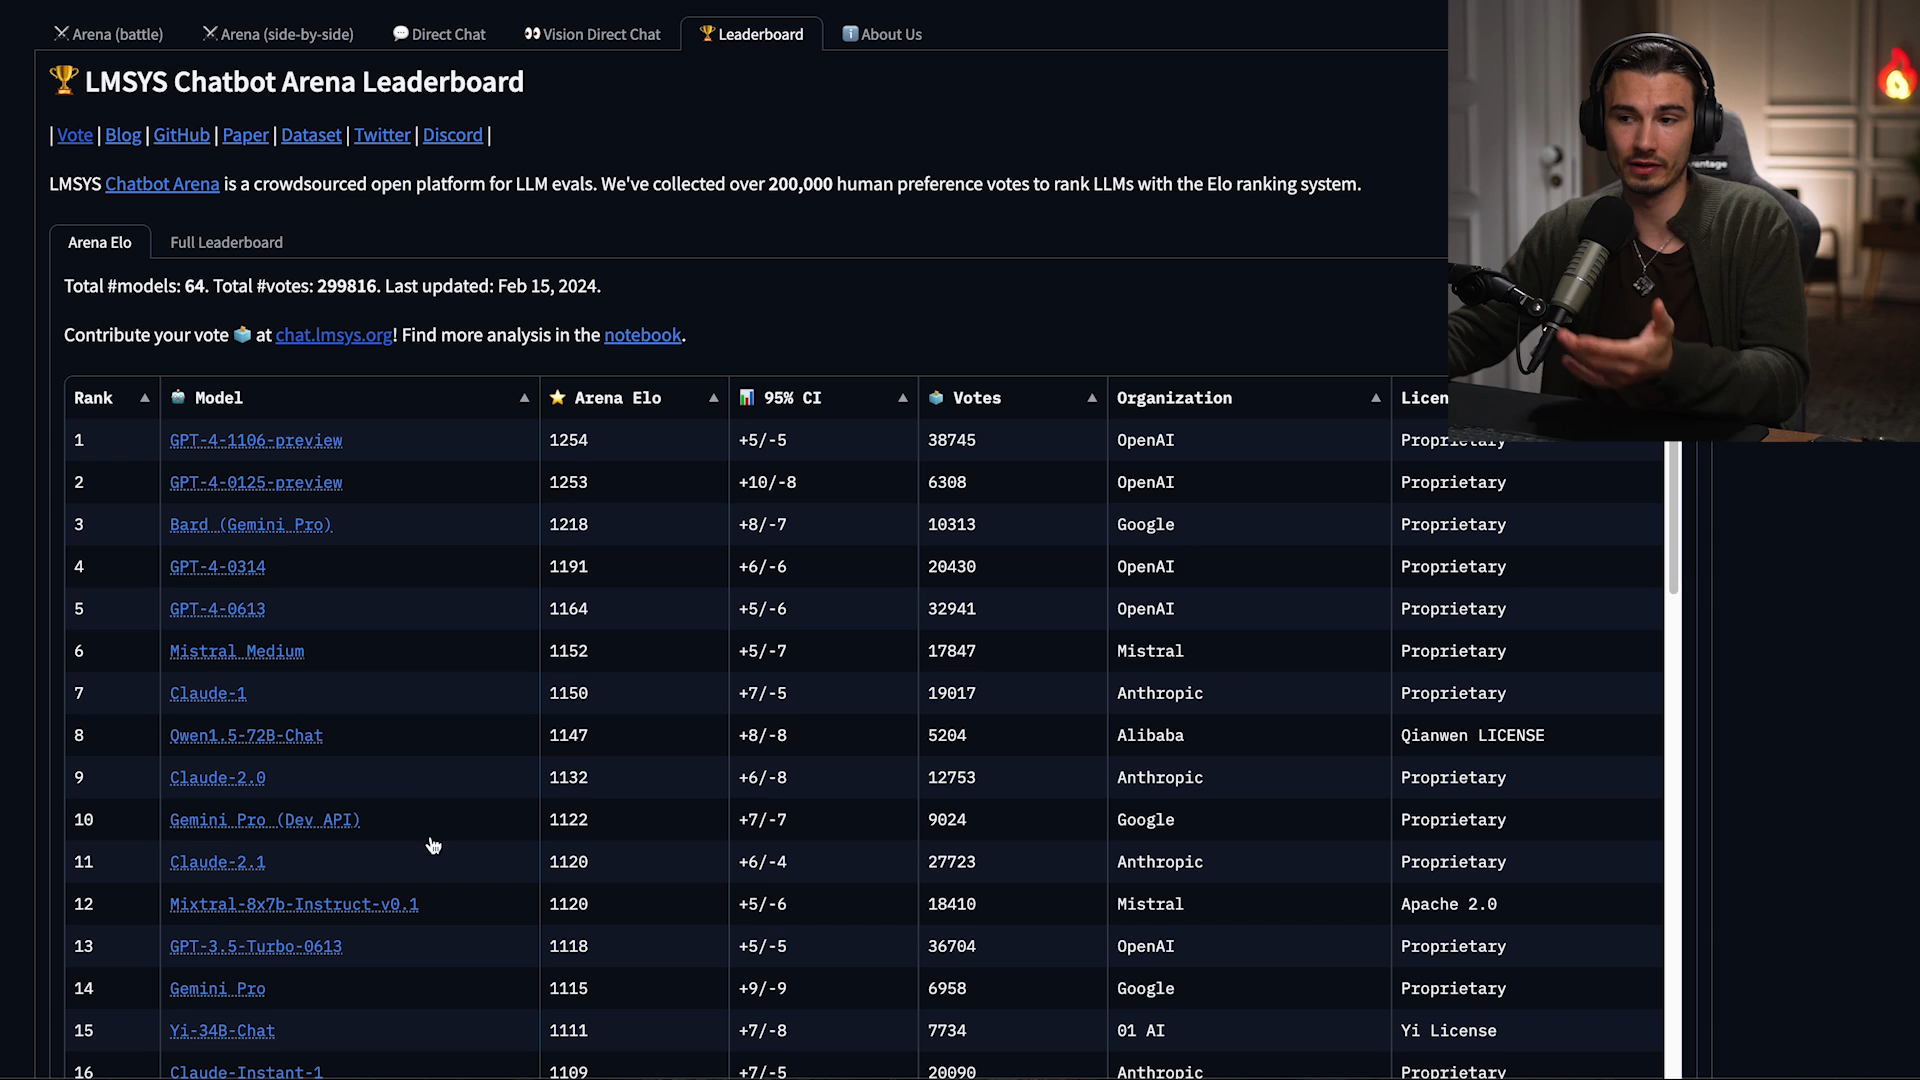 Arena (battle) Arena (side-by-side) Direct Chat Vision Direct Chat Leaderboard About Us
LMSYS Chatbot Arena Leaderboard
| Vote | Blog | GitHub | Paper | Dataset | Twitter | Discord |
LMSYS Chatbot Arena is a crowdsourced open platform for LLM evals. We've collected over 200,000 human preference votes to rank LLMs with the Elo ranking system.
Arena Elo Full Leaderboard
Total #models: 64. Total #votes: 299816. Last updated: Feb 15, 2024.
Contribute your vote 🗳️ at chat.lmsys.org! Find more analysis in the notebook.
Rank Model Arena Elo 95% CI Votes Organization Licen
1 GPT-4-1106-preview 1254 +5/-5 38745 OpenAI Proprietary
2 GPT-4-0125-preview 1253 +10/-8 6308 OpenAI Proprietary
3 Bard (Gemini Pro) 1218 +8/-7 10313 Google Proprietary
4 GPT-4-0314 1191 +6/-6 20430 OpenAI Proprietary
5 GPT-4-0613 1164 +5/-6 32941 OpenAI Proprietary
6 Mistral Medium 1152 +5/-7 17847 Mistral Proprietary
7 Claude-1 1150 +7/-5 19017 Anthropic Proprietary
8 Qwen1.5-72B-Chat 1147 +8/-8 5204 Alibaba Qianwen LICENSE
9 Claude-2.0 1132 +6/-8 12753 Anthropic Proprietary
10 Gemini Pro (Dev API) 1122 +7/-7 9024 Google Proprietary
11 Claude-2.1 1120 +6/-4 27723 Anthropic Proprietary
12 Mixtral-8x7b-Instruct-v0.1 1120 +5/-6 18410 Mistral Apache 2.0
13 GPT-3.5-Turbo-0613 1118 +5/-5 36704 OpenAI Proprietary
14 Gemini Pro 1115 +9/-9 6958 Google Proprietary
15 Yi-34B-Chat 1111 +7/-8 7734 01 AI Yi License
16 Claude-Instant-1 1109 +7/-5 20090 Anthropic Proprietary